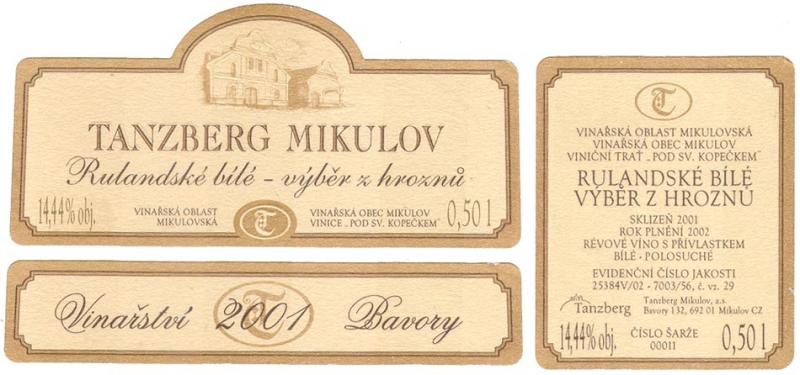 TANZBERG MIKULOV
Rulandské bílé - výběr z hroznů
14,44% obj.
VINAŘSKÁ OBLAST
MIKULOVSKÁ
T
VINAŘSKÁ OBEC MIKULOV
VINICE „POD SV. KOPEČKEM"
0,50 l
Vinařství 2001 Bavory
T
T
VINAŘSKÁ OBLAST MIKULOVSKÁ
VINAŘSKÁ OBEC MIKULOV
VINIČNÍ TRAŤ „POD SV. KOPEČKEM"
RULANDSKÉ BÍLÉ
VÝBĚR Z HROZNŮ
SKLIZEŇ 2001
ROK PLNĚNÍ 2002
RÉVOVÉ VÍNO S PŘÍVLASTKEM
BÍLÉ · POLOSUCHÉ
EVIDENČNÍ ČÍSLO JAKOSTI
25384V/02 - 7003/56, č. vz. 29
Tanzberg
Tanzberg Mikulov, a.s.
Bavory 132, 692 01 Mikulov CZ
14,44% obj.
ČÍSLO ŠARŽE
00011
0,50 l